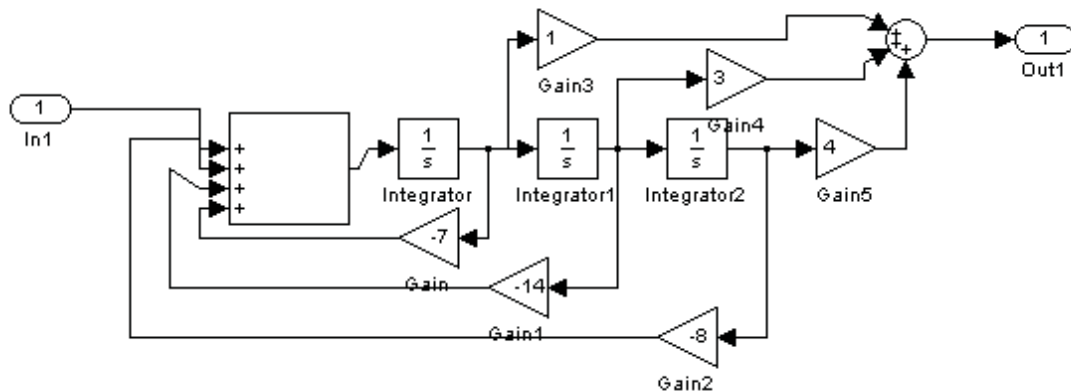 1
Gain3
1
Out1
3
Gain4
1
In1
+
+
+
+
1
s
Integrator
1
s
Integrator1
1
s
Integrator2
4
Gain5
+
+
+
-7
Gain
-14
Gain1
-8
Gain2